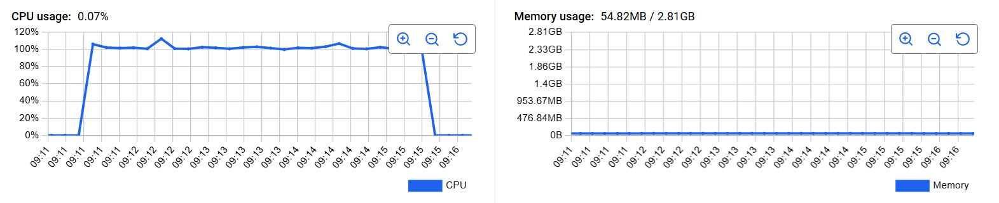 CPU usage: 0.07%
120%
100%
80%
60%
40%
20%
0%
09:11 09:11 09:11 09:11 09:11 09:12 09:12 09:12 09:13 09:13 09:13 09:13 09:14 09:14 09:14 09:14 09:14 09:15 09:15 09:15 09:15 09:16
CPU
Memory usage: 54.82MB / 2.81GB
2.81GB
2.33GB
1.86GB
1.4GB
953.67MB
476.84MB
0B
09:11 09:11 09:11 09:11 09:12 09:12 09:12 09:12 09:13 09:13 09:13 09:13 09:14 09:14 09:14 09:14 09:15 09:15 09:15 09:15 09:16 09:16
Memory